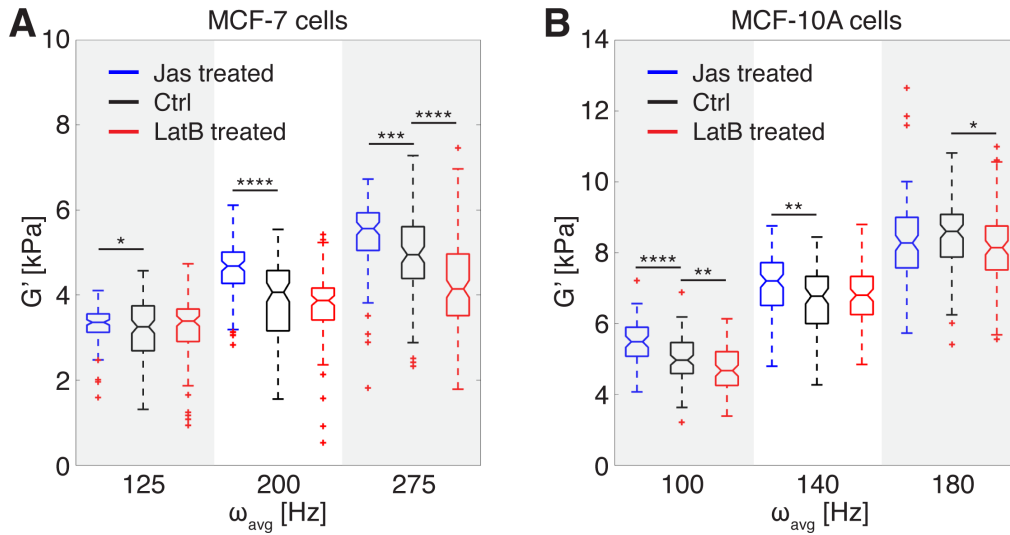 A MCF-7 cells
10
8
6
4
2
0
G’ [kPa]
Jas treated
Ctrl
LatB treated
*
****
***
****
125 200 275
ωavg [Hz]
B MCF-10A cells
14
12
10
8
6
4
2
0
G’ [kPa]
Jas treated
Ctrl
LatB treated
****
**
**
*
100 140 180
ωavg [Hz]